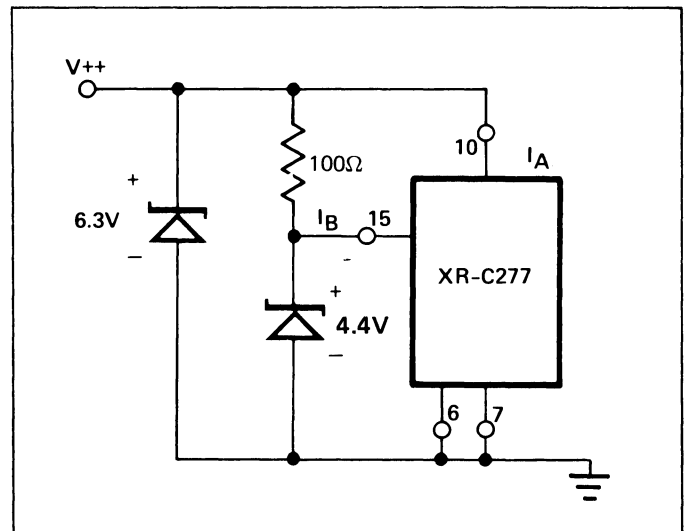 V++
10
I_A
100Ω
+
6.3V
−
I_B
15
-
XR-C277
+
4.4V
−
6
7